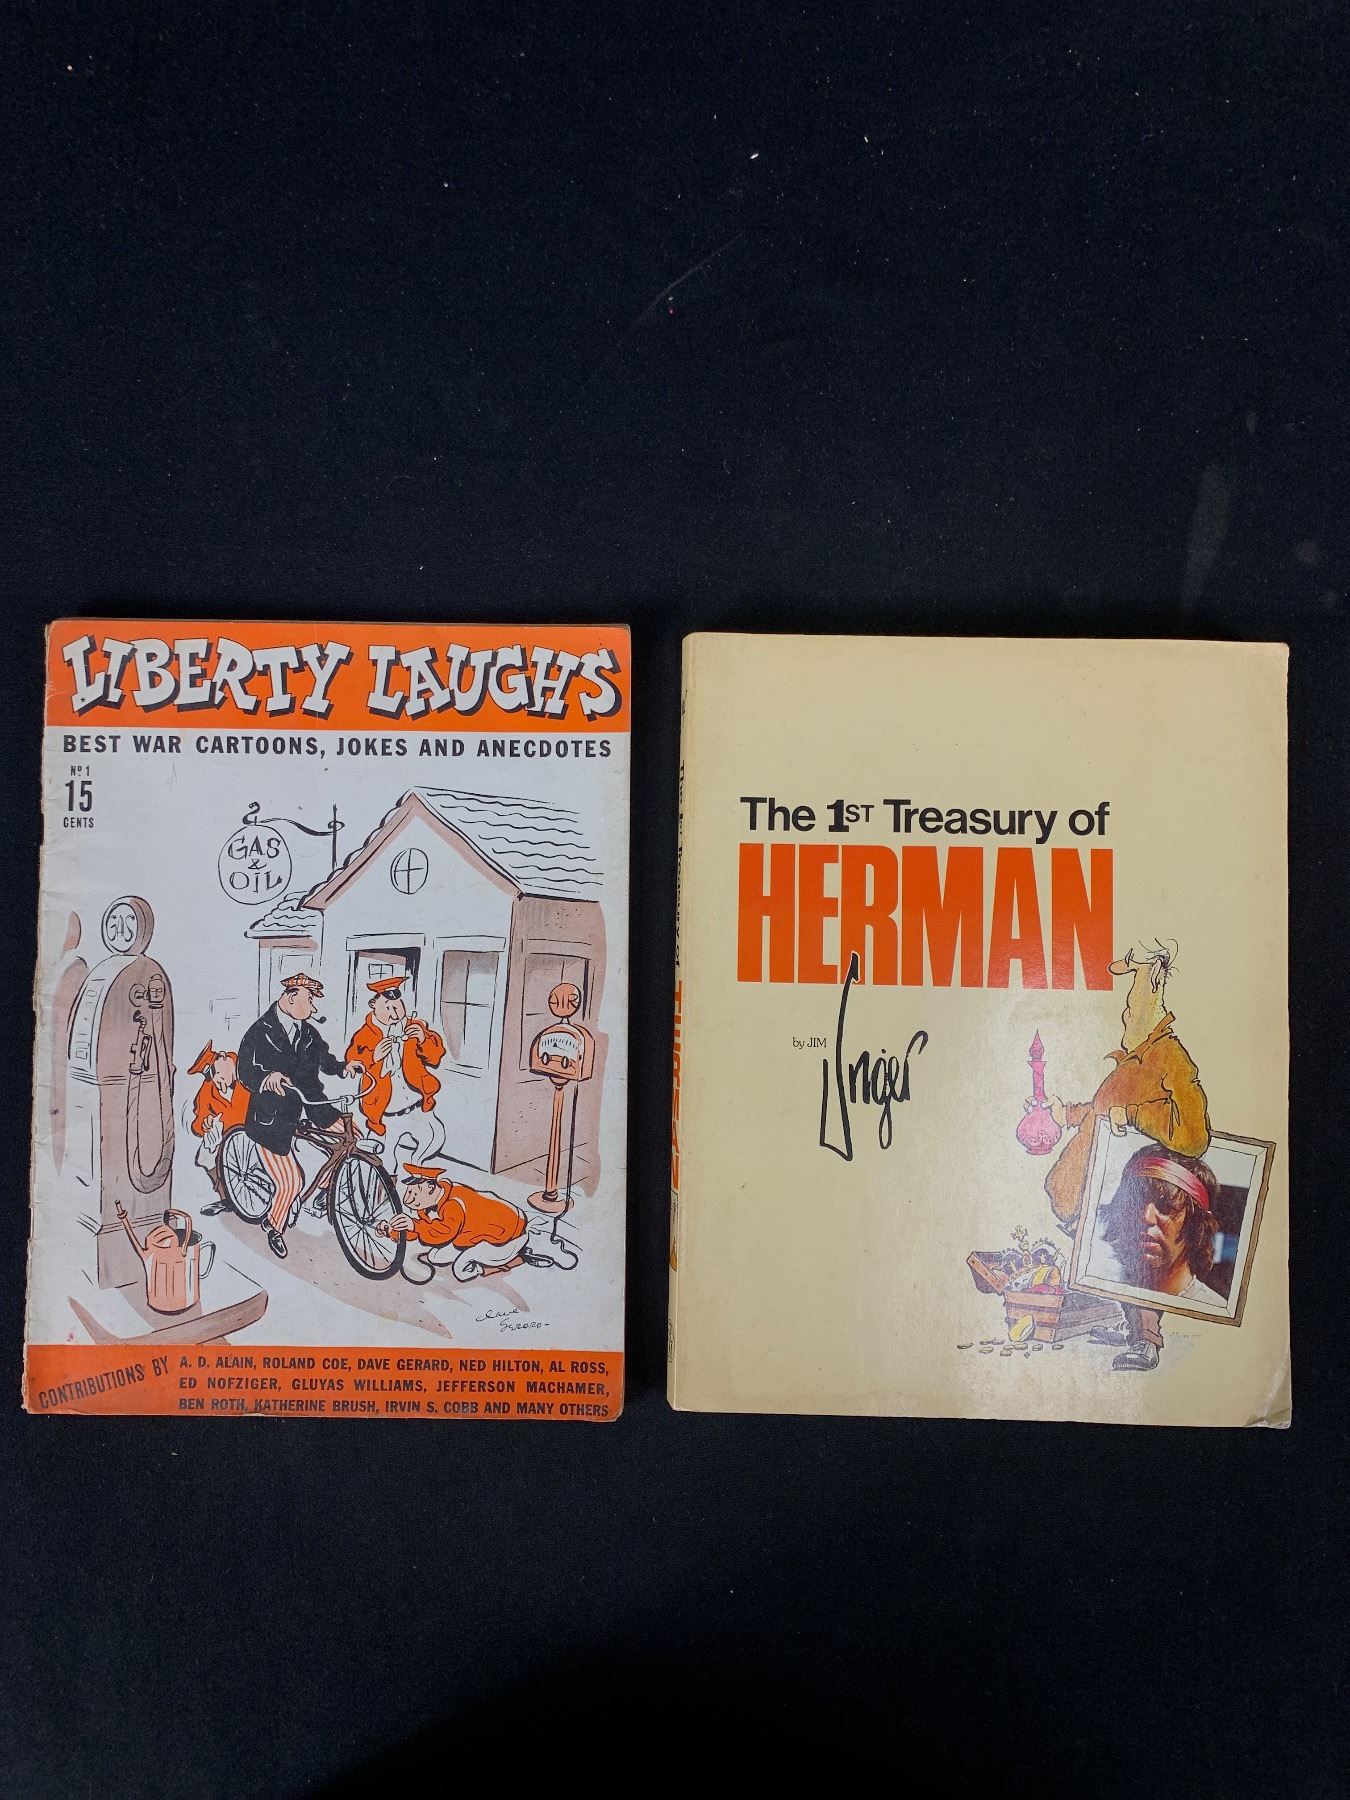 LIBERTY LAUGHS
BEST WAR CARTOONS, JOKES AND ANECDOTES
Nº 1
15
CENTS
GAS
&
OIL
GAS
AIR
Dave
Gerard-
CONTRIBUTIONS BY
A. D. ALAIN, ROLAND COE, DAVE GERARD, NED HILTON, AL ROSS,
ED NOFZIGER, GLUYAS WILLIAMS, JEFFERSON MACHAMER,
BEN ROTH, KATHERINE BRUSH, IRVIN S. COBB AND MANY OTHERS
The 1ST Treasury of
HERMAN
by JIM Unger